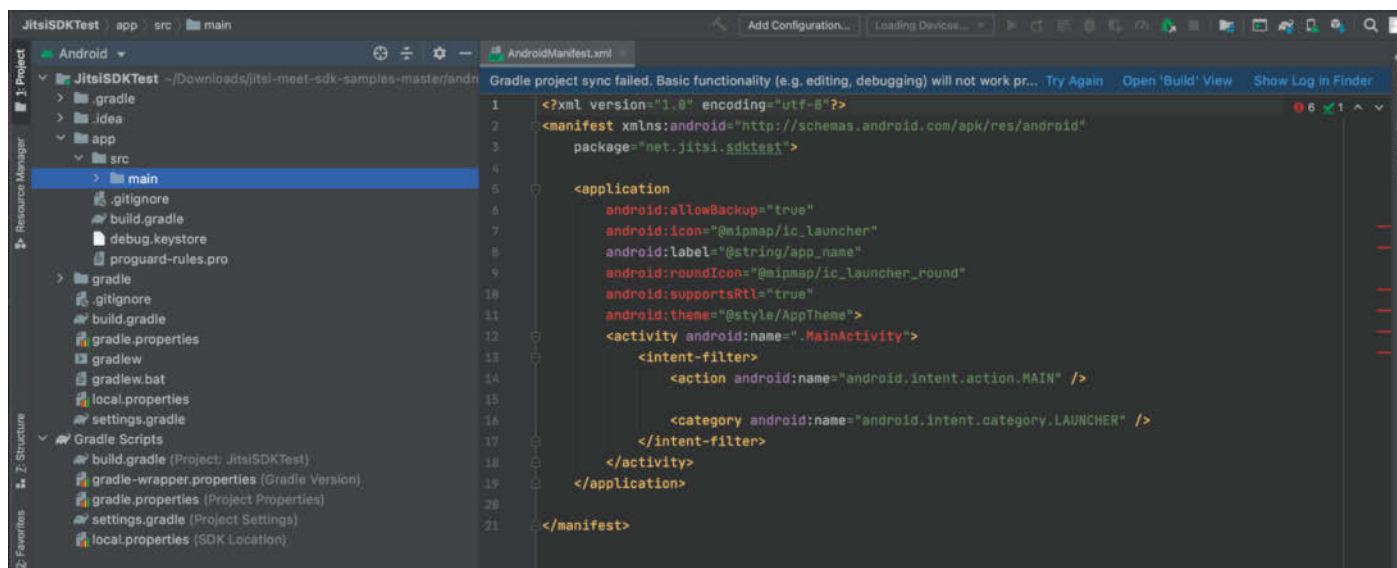 JitsiSDKTest app src main
Add Configuration... Loading Devices...
1: Project
Resource Manager
Z: Structure
2: Favorites
Android
JitsiSDKTest ~/Downloads/jitsi-meet-sdk-samples-master/andr
.gradle
.idea
app
src
main
.gitignore
build.gradle
debug.keystore
proguard-rules.pro
gradle
.gitignore
build.gradle
gradle.properties
gradlew
gradlew.bat
local.properties
settings.gradle
Gradle Scripts
build.gradle (Project: JitsiSDKTest)
gradle-wrapper.properties (Gradle Version)
gradle.properties (Project Properties)
settings.gradle (Project Settings)
local.properties (SDK Location)
AndroidManifest.xml
Gradle project sync failed. Basic functionality (e.g. editing, debugging) will not work pr... Try Again Open 'Build' View Show Log in Finder
6 1
1 <?xml version="1.0" encoding="utf-8"?>
2 <manifest xmlns:android="http://schemas.android.com/apk/res/android"
3 package="net.jitsi.sdktest">
4
5 <application
6 android:allowBackup="true"
7 android:icon="@mipmap/ic_launcher"
8 android:label="@string/app_name"
9 android:roundIcon="@mipmap/ic_launcher_round"
10 android:supportsRtl="true"
11 android:theme="@style/AppTheme">
12 <activity android:name=".MainActivity">
13 <intent-filter>
14 <action android:name="android.intent.action.MAIN" />
15
16 <category android:name="android.intent.category.LAUNCHER" />
17 </intent-filter>
18 </activity>
19 </application>
20
21 </manifest>